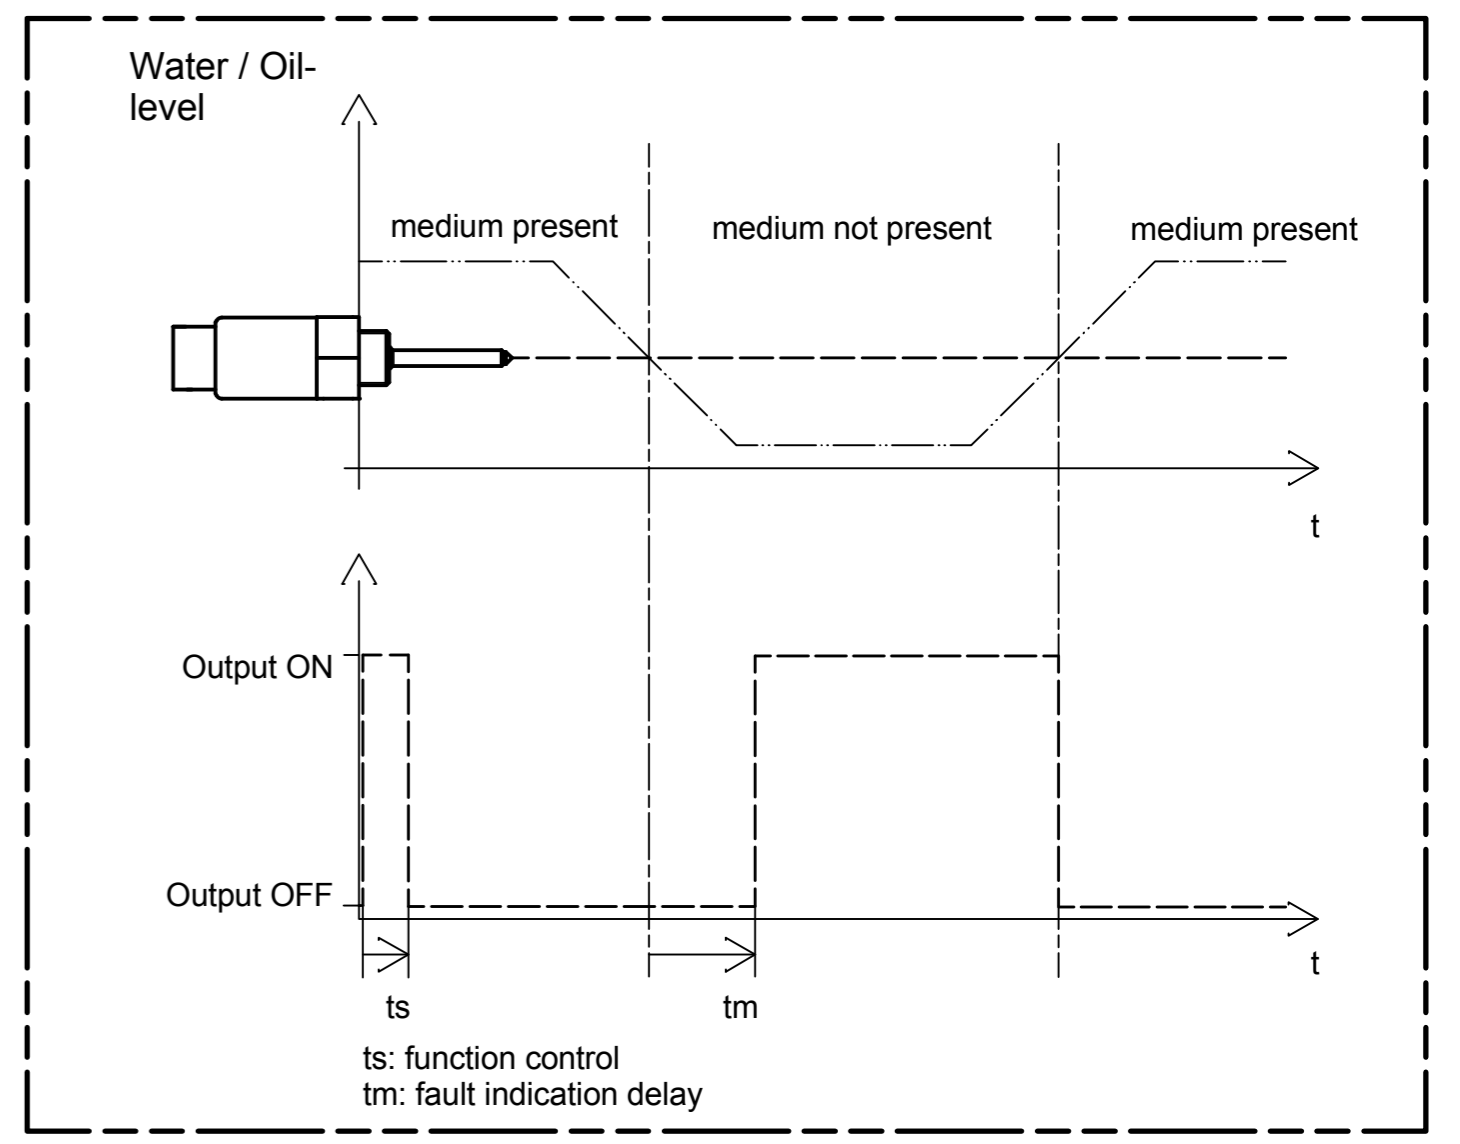 Water / Oil-
level
medium present
medium not present
medium present
t
Output ON
Output OFF
t
ts
tm
ts: function control
tm: fault indication delay